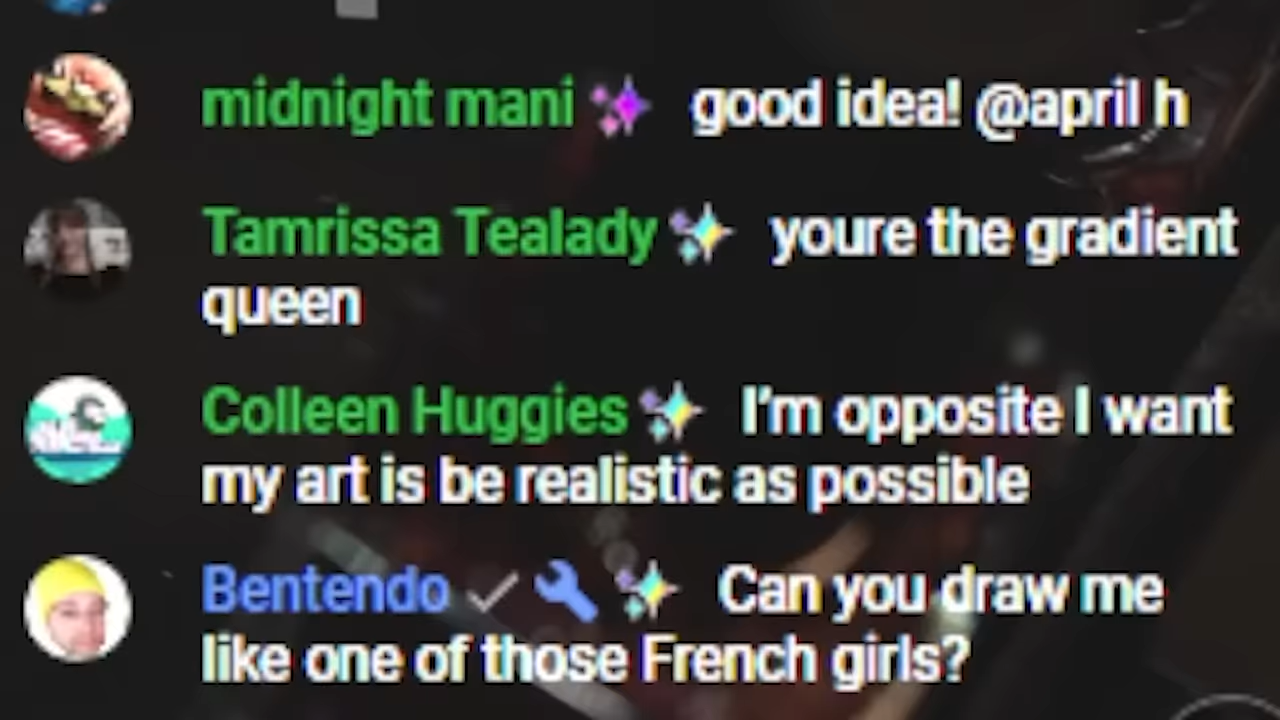 midnight mani good idea! @april h
Tamrissa Tealady youre the gradient
queen
Colleen Huggies I'm opposite I want
my art is be realistic as possible
Bentendo Can you draw me
like one of those French girls?